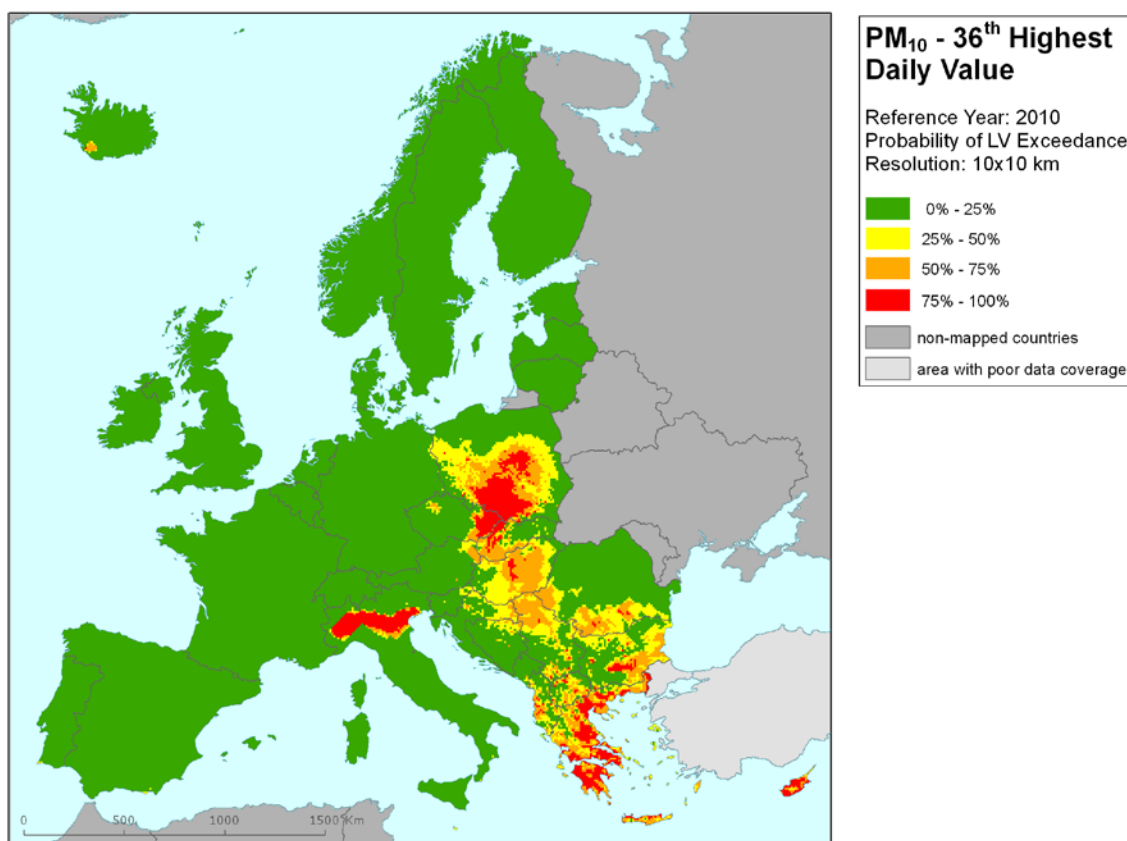 PM₁₀ - 36ᵗʰ Highest
Daily Value
Reference Year: 2010
Probability of LV Exceedance
Resolution: 10x10 km
0% - 25%
25% - 50%
50% - 75%
75% - 100%
non-mapped countries
area with poor data coverage
0 500 1000 1500 Km